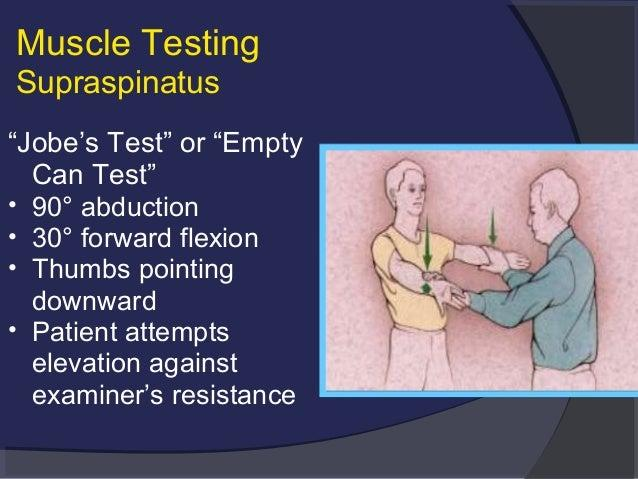 Muscle Testing
Supraspinatus
“Jobe’s Test” or “Empty
Can Test”
• 90° abduction
• 30° forward flexion
• Thumbs pointing
downward
• Patient attempts
elevation against
examiner’s resistance